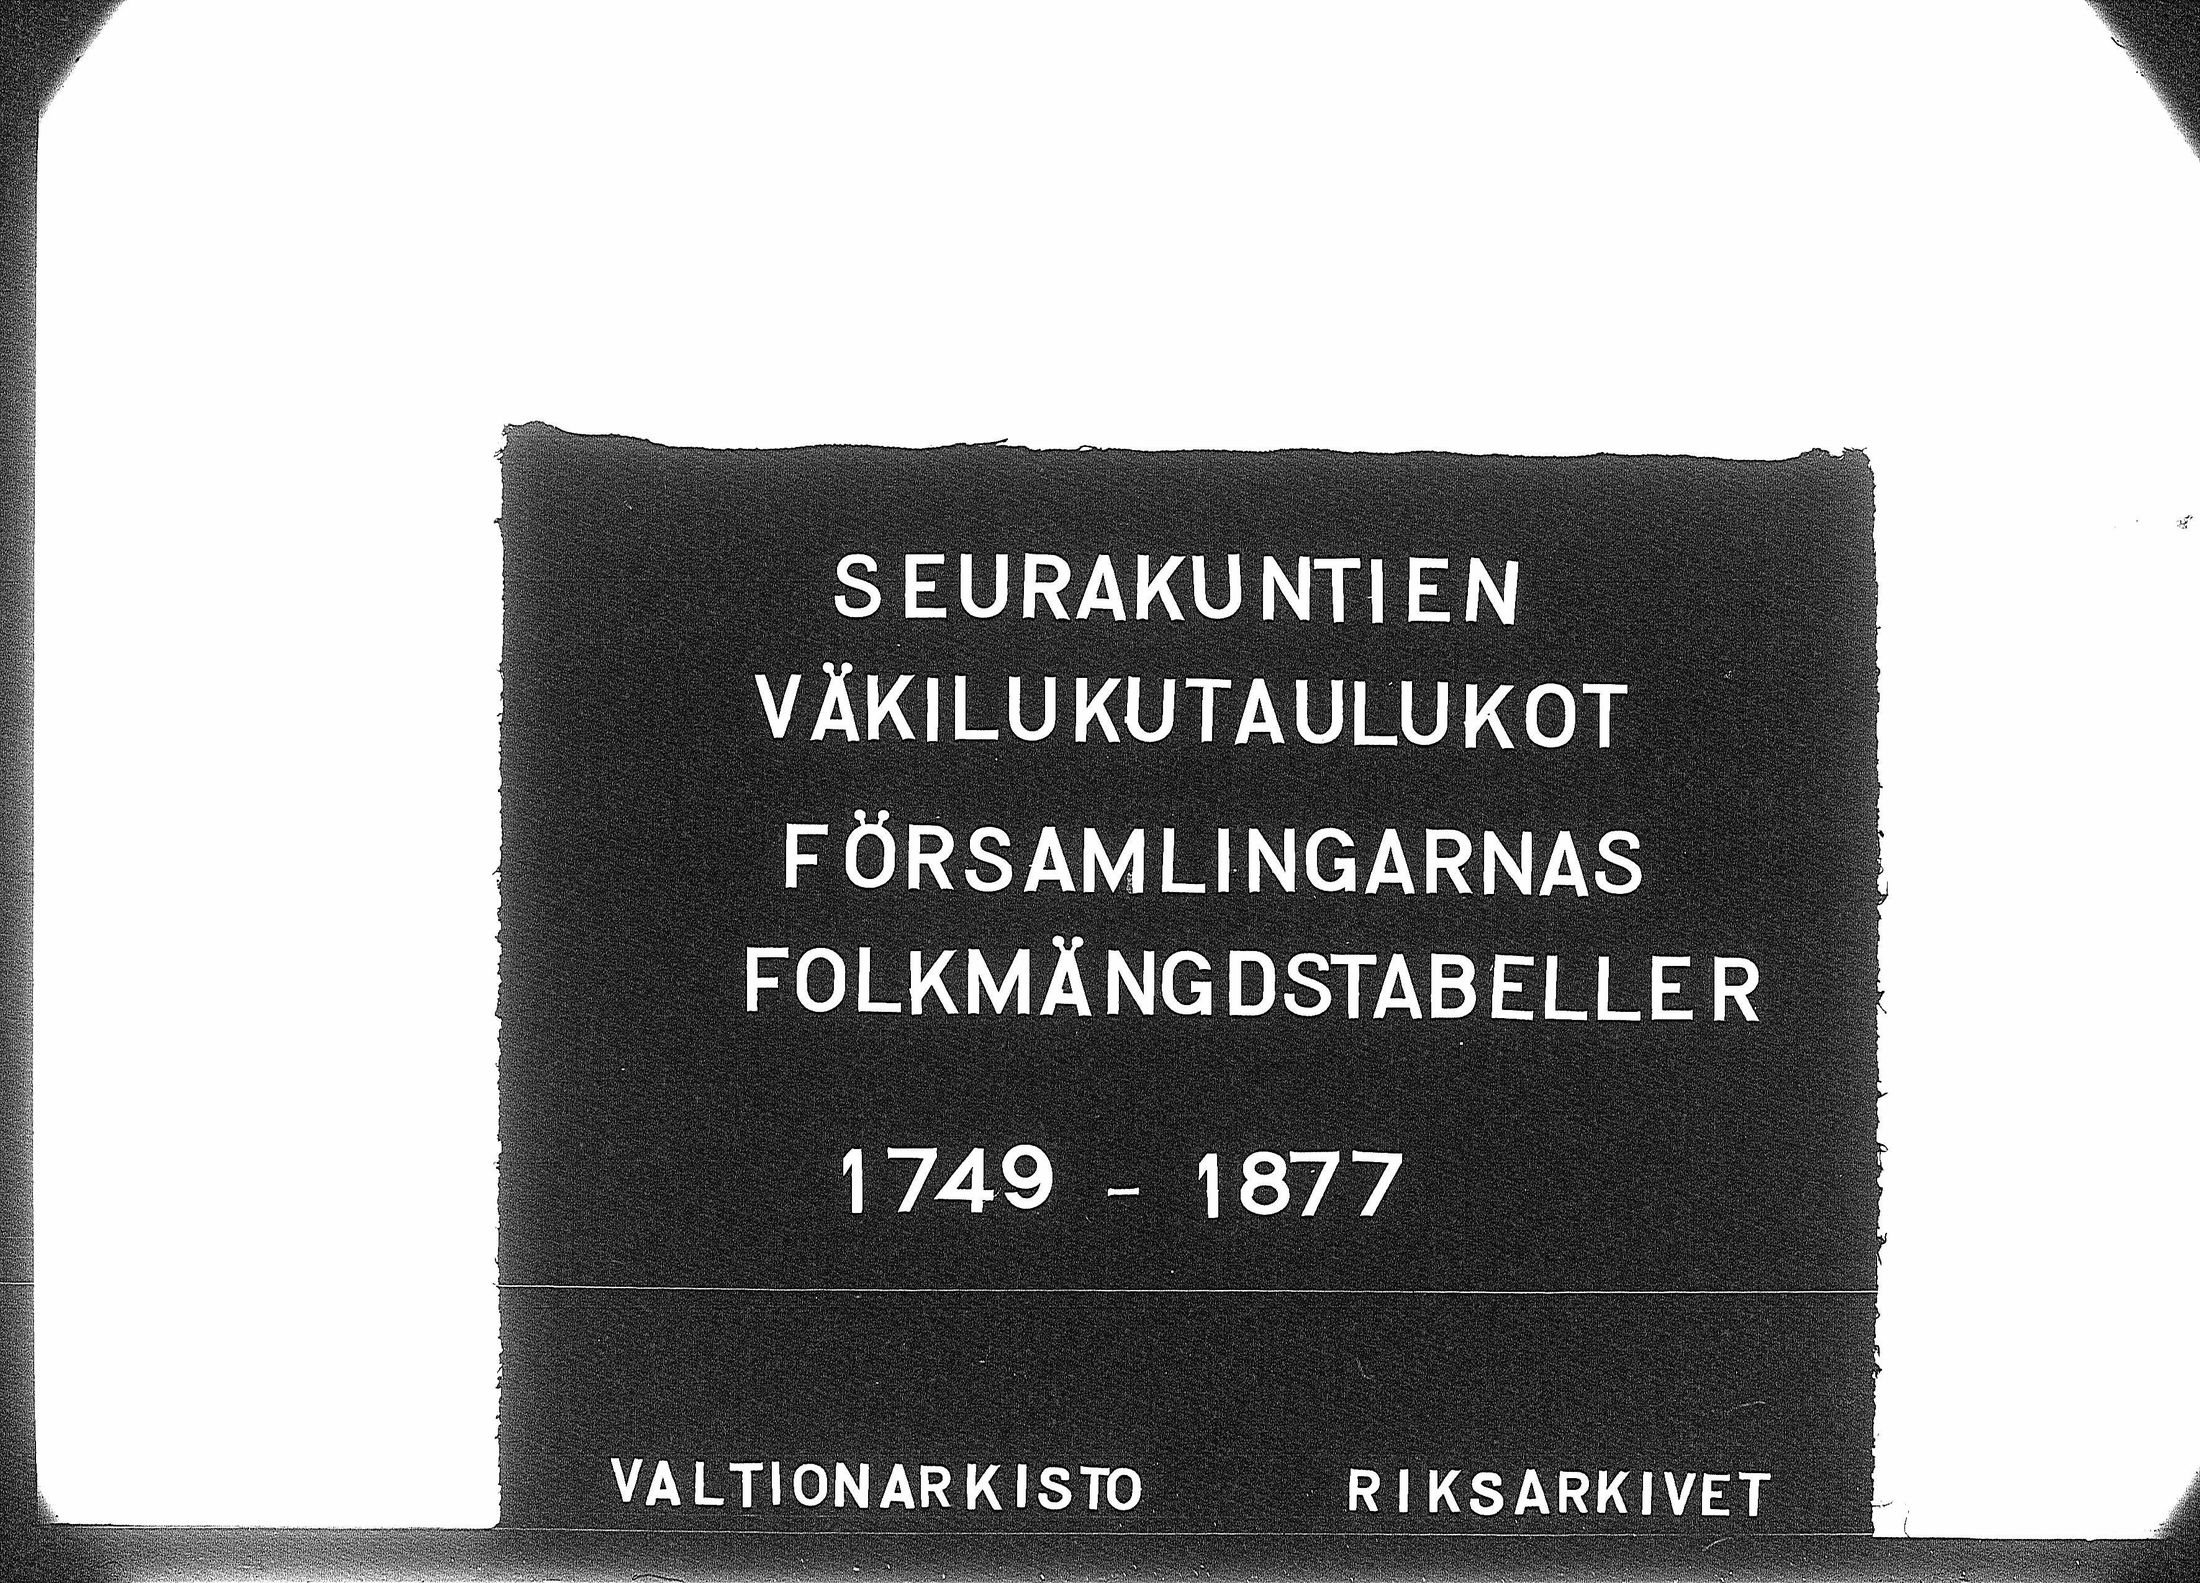 SEURAKUNTIEN
VÄKILUKUTAULUKOT
FÖRSAMLINGARNAS
FOLKMÄNGDSTABELLER
1749 - 1877
VALTIONARKISTO RIKSARKIVET